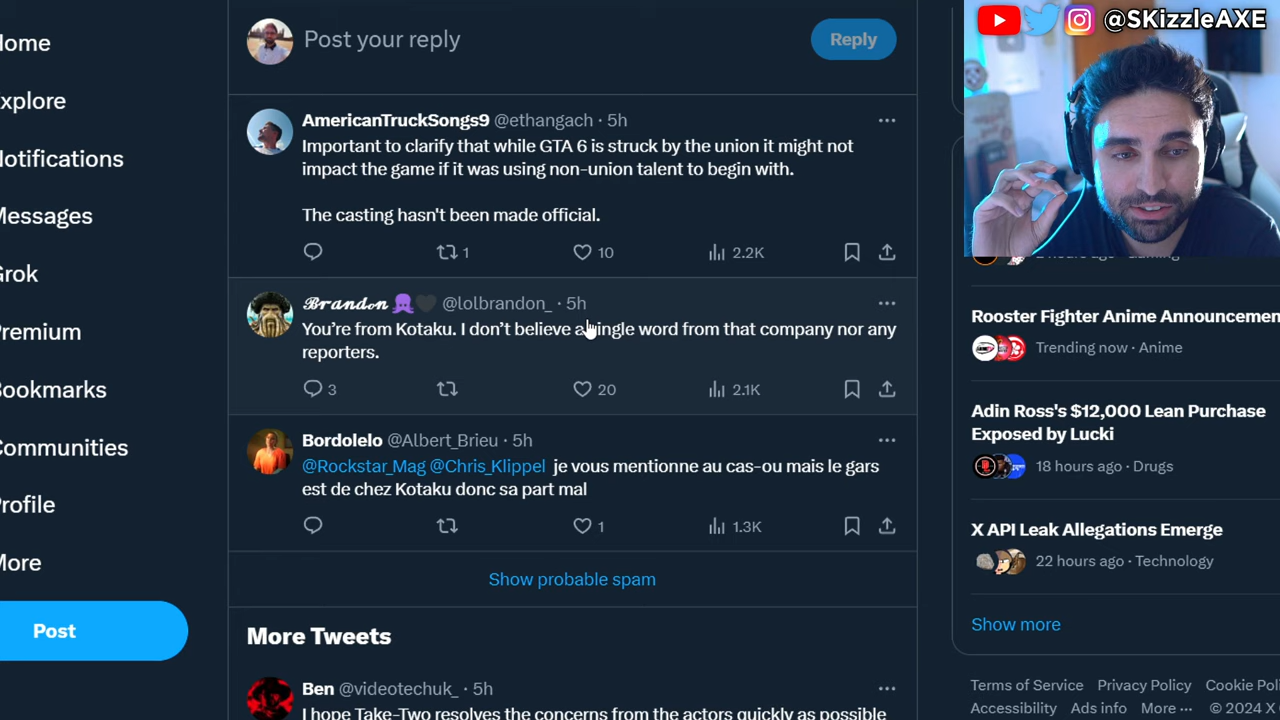 @SKizzleAXE
ome
xplore
otifications
essages
rok
remium
ookmarks
ommunities
rofile
ore
Post
Post your reply
Reply
AmericanTruckSongs9 @ethangach · 5h
Important to clarify that while GTA 6 is struck by the union it might not
impact the game if it was using non-union talent to begin with.
The casting hasn't been made official.
1
10
2.2K
Brandon @lolbrandon_ · 5h
You're from Kotaku. I don't believe a single word from that company nor any
reporters.
3
20
2.1K
Bordolelo @Albert_Brieu · 5h
@Rockstar_Mag @Chris_Klippel je vous mentionne au cas-ou mais le gars
est de chez Kotaku donc sa part mal
1
1.3K
Show probable spam
More Tweets
Ben @videotechuk_ · 5h
I hope Take-Two resolves the concerns from the actors quickly as possible
Rooster Fighter Anime Announcemen
Trending now · Anime
Adin Ross's $12,000 Lean Purchase
Exposed by Lucki
18 hours ago · Drugs
X API Leak Allegations Emerge
22 hours ago · Technology
Show more
Terms of Service Privacy Policy Cookie Poli
Accessibility Ads info More ··· © 2024 X